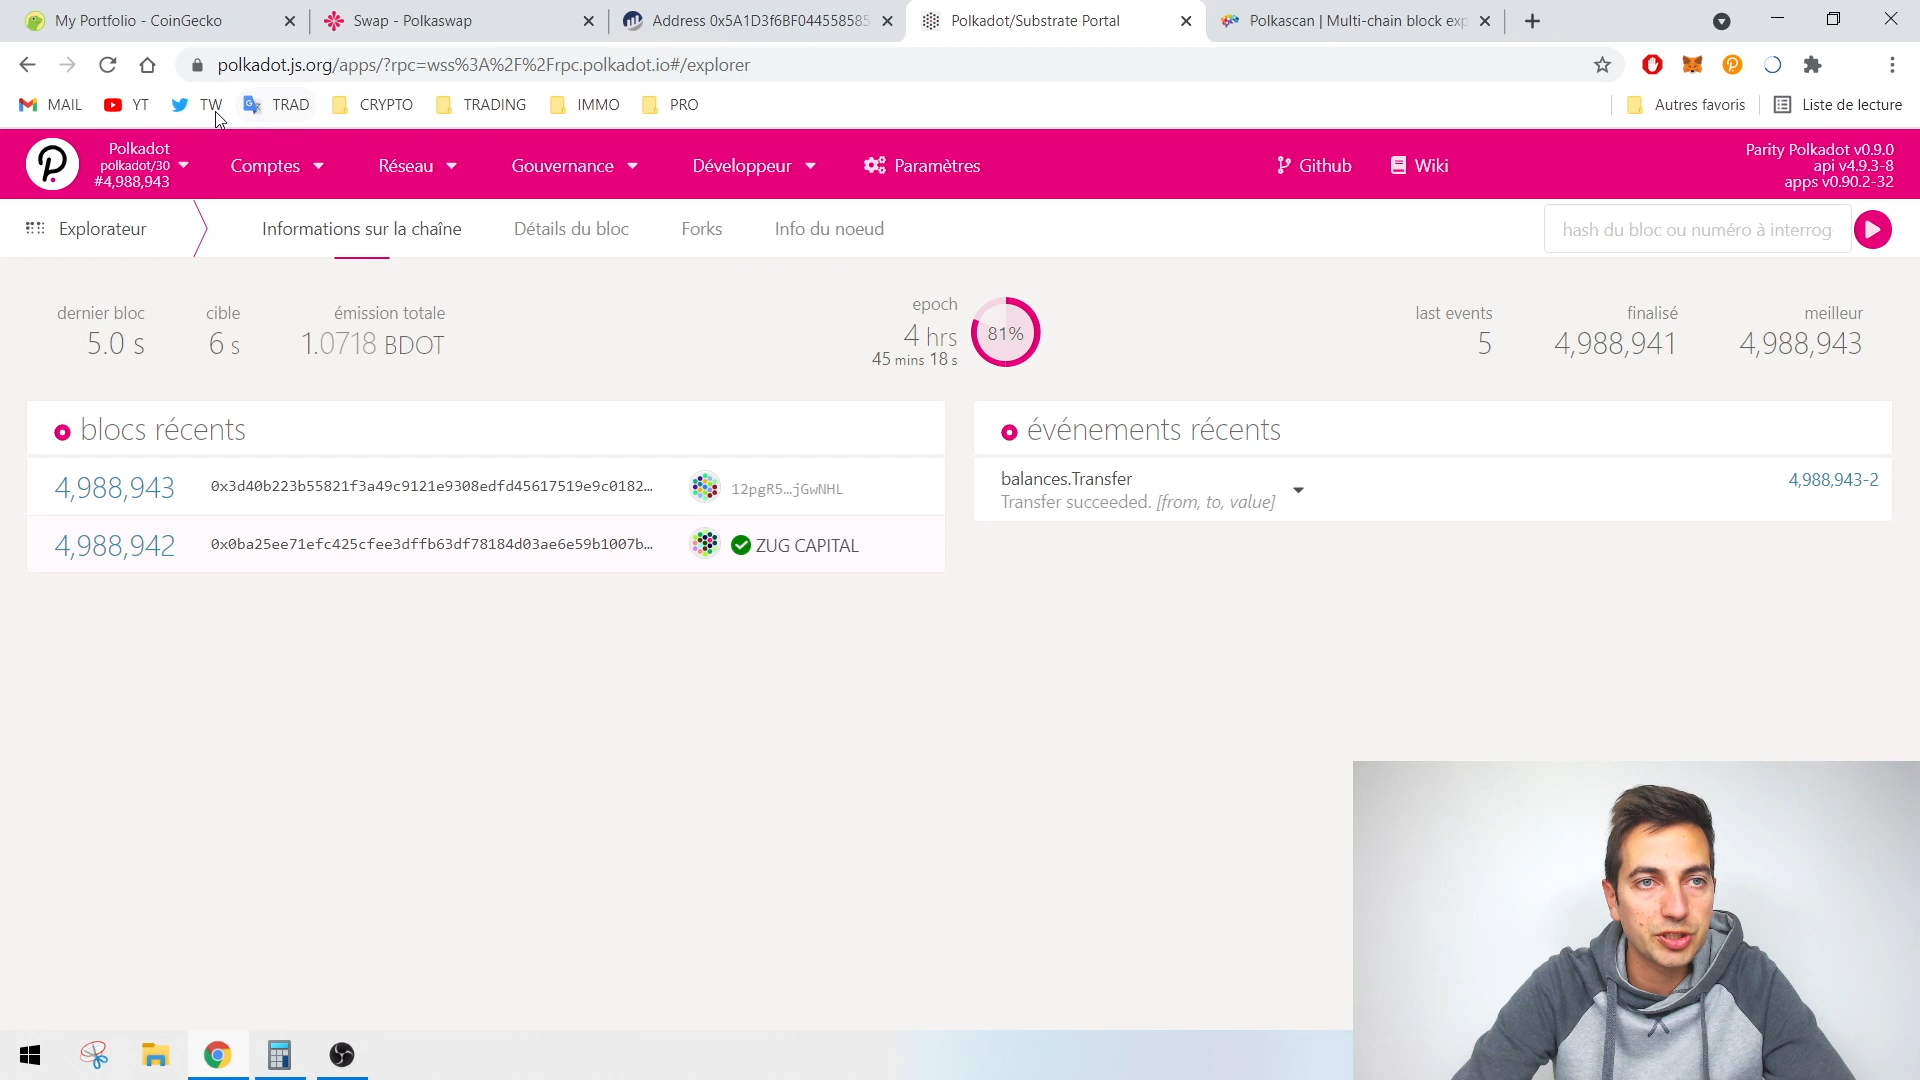 My Portfolio - CoinGecko
Swap - Polkaswap
Address 0x5A1D3f6BF044558585
Polkadot/Substrate Portal
Polkascan | Multi-chain block exp
polkadot.js.org/apps/?rpc=wss%3A%2F%2Frpc.polkadot.io#/explorer
MAIL
YT
TW
TRAD
CRYPTO
TRADING
IMMO
PRO
Autres favoris
Liste de lecture
Polkadot
polkadot/30
#4,988,943
Comptes
Réseau
Gouvernance
Développeur
Paramètres
Github
Wiki
Parity Polkadot v0.9.0
api v4.9.3-8
apps v0.90.2-32
Explorateur
Informations sur la chaîne
Détails du bloc
Forks
Info du noeud
hash du bloc ou numéro à interrog
dernier bloc
5.0 s
cible
6 s
émission totale
1.0718 BDOT
epoch
4 hrs
45 mins 18 s
81%
last events
5
finalisé
4,988,941
meilleur
4,988,943
blocs récents
4,988,943
0x3d40b223b55821f3a49c9121e9308edfd45617519e9c0182…
12pgR5…jGwNHL
4,988,942
0x0ba25ee71efc425cfee3dffb63df78184d03ae6e59b1007b…
ZUG CAPITAL
événements récents
balances.Transfer
Transfer succeeded. [from, to, value]
4,988,943-2